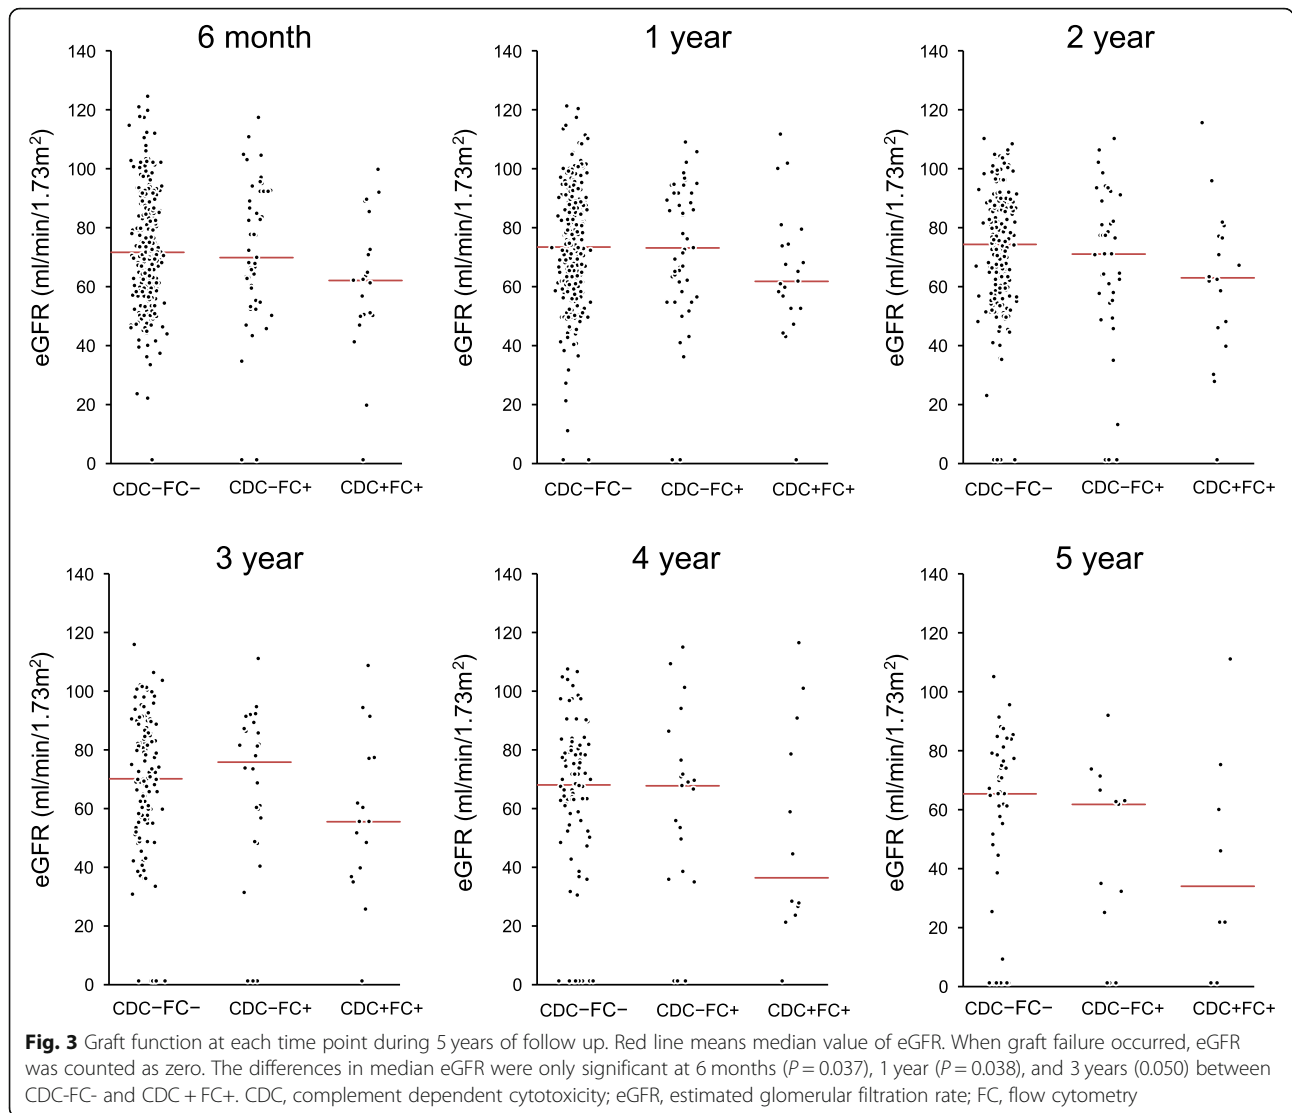 6 month
1 year
2 year
140
120
100
80
60
40
20
0
eGFR (ml/min/1.73m²)
CDC−FC−
CDC−FC+
CDC+FC+
140
120
100
80
60
40
20
0
eGFR (ml/min/1.73m²)
CDC−FC−
CDC−FC+
CDC+FC+
140
120
100
80
60
40
20
0
eGFR (ml/min/1.73m²)
CDC−FC−
CDC−FC+
CDC+FC+
3 year
4 year
5 year
140
120
100
80
60
40
20
0
eGFR (ml/min/1.73m²)
CDC−FC−
CDC−FC+
CDC+FC+
140
120
100
80
60
40
20
0
eGFR (ml/min/1.73m²)
CDC−FC−
CDC−FC+
CDC+FC+
140
120
100
80
60
40
20
0
eGFR (ml/min/1.73m²)
CDC−FC−
CDC−FC+
CDC+FC+
Fig. 3 Graft function at each time point during 5 years of follow up. Red line means median value of eGFR. When graft failure occurred, eGFR
was counted as zero. The differences in median eGFR were only significant at 6 months (P = 0.037), 1 year (P = 0.038), and 3 years (0.050) between
CDC-FC- and CDC + FC+. CDC, complement dependent cytotoxicity; eGFR, estimated glomerular filtration rate; FC, flow cytometry